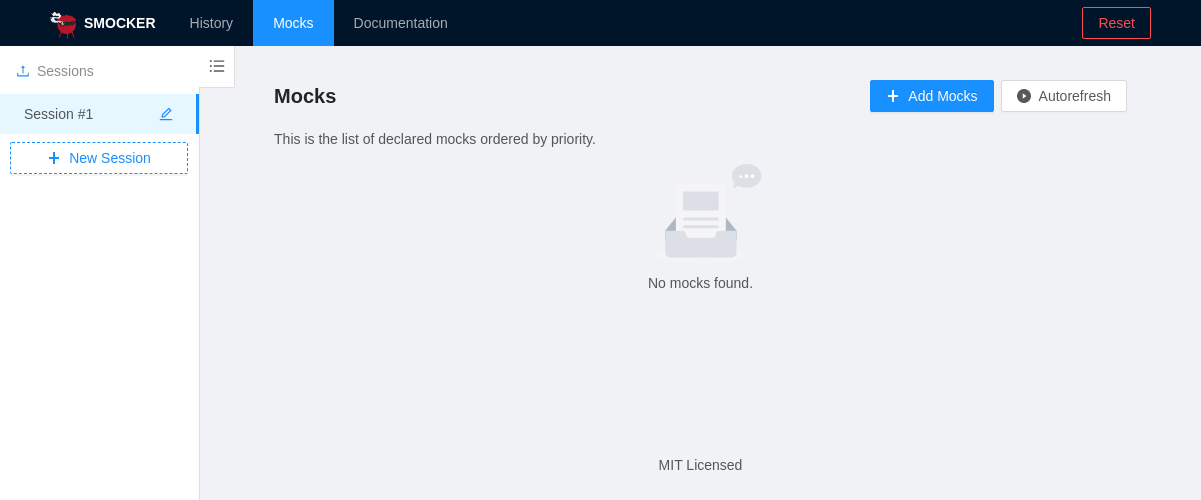 SMOCKER
History
Mocks
Documentation
Reset
Sessions
Session #1
New Session
Mocks
Add Mocks
Autorefresh
This is the list of declared mocks ordered by priority.
No mocks found.
MIT Licensed